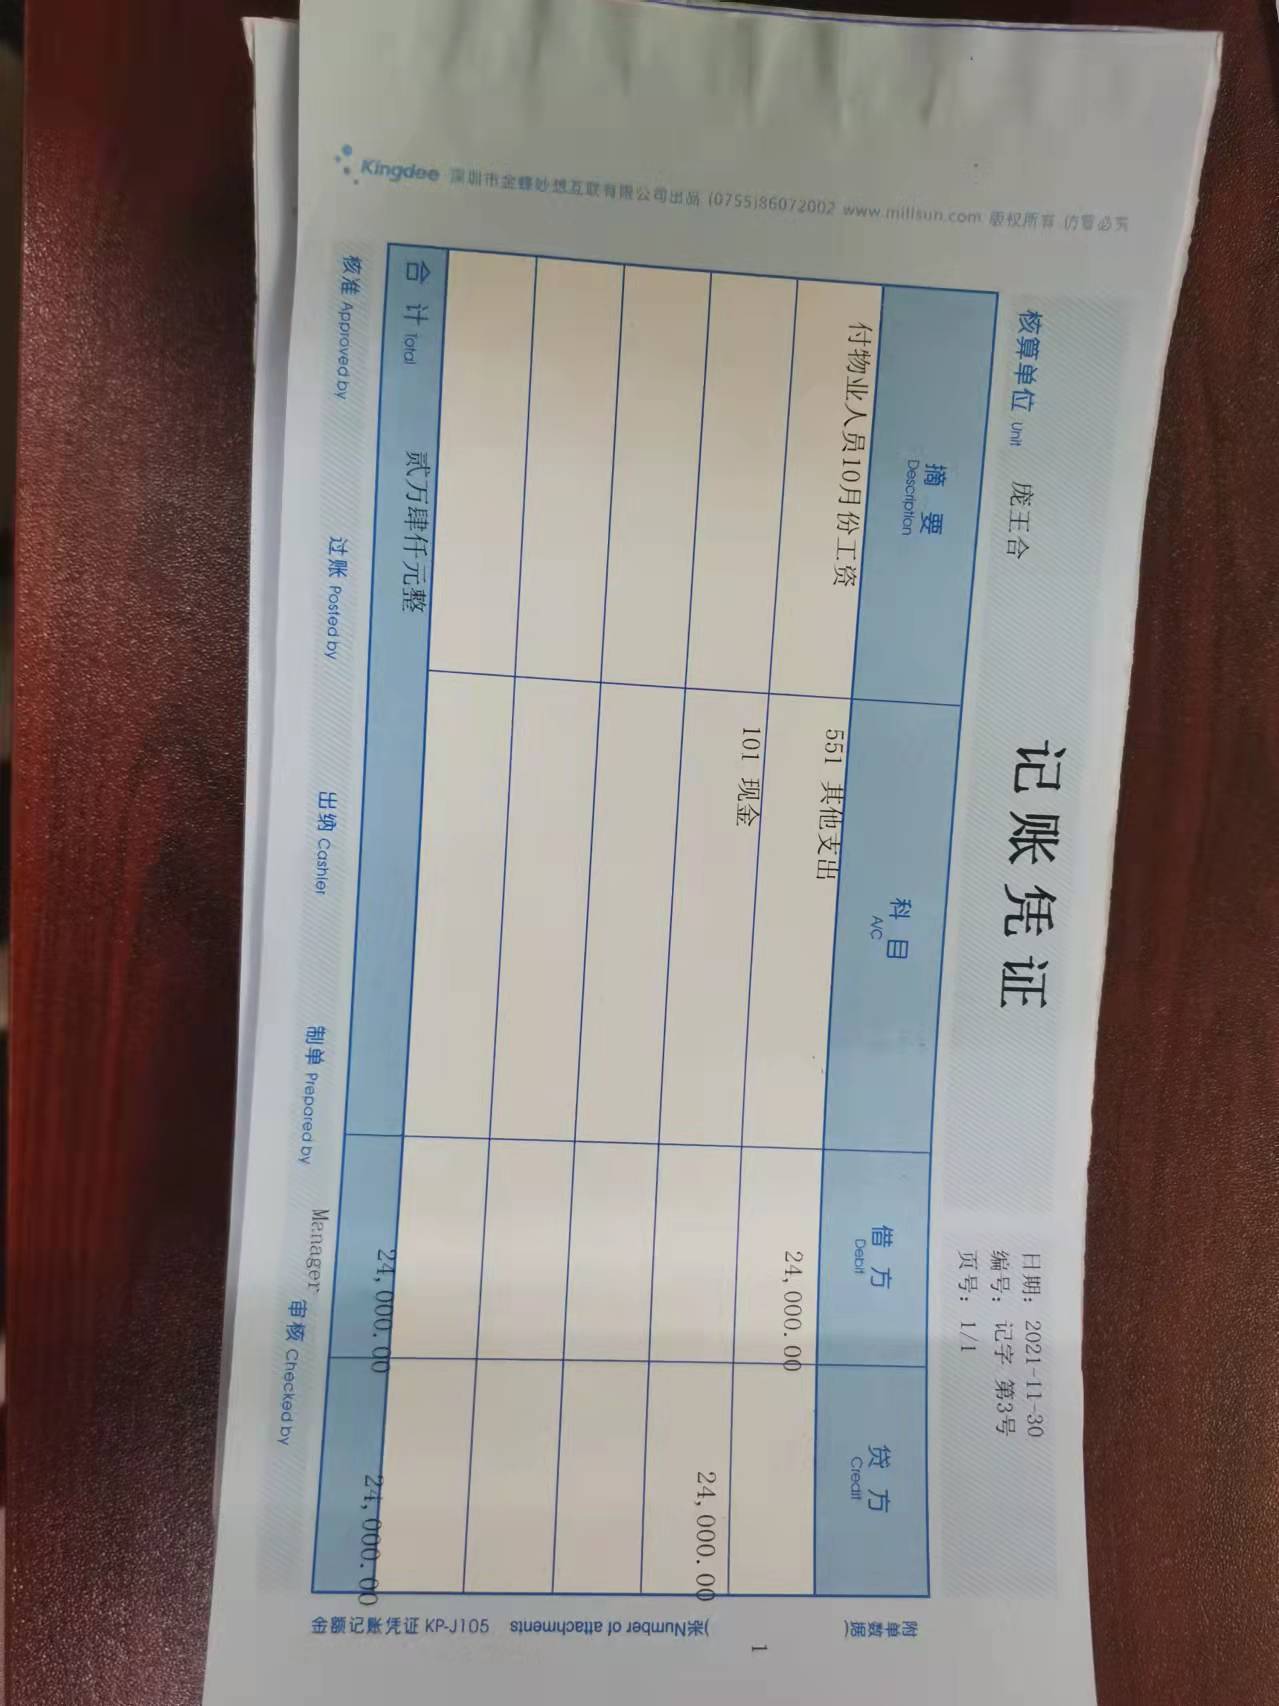 记账凭证
核算单位 Unit 庞王合
日期： 2021-11-30
编号： 记字 第3号
页号： 1/1
摘要 Description 科目 A/C 借方 Debit 贷方 Credit
付物业人员10月份工资 551 其他支出 24,000.00
101 现金 24,000.00
合计 Total 贰万肆仟元整 24,000.00 24,000.00
核准 Approved by 过账 Posted by 出纳 Cashier 制单 Prepared by Manager 审核 Checked by
附单据数(
1
)张 Number of attachments
金额记账凭证 KP-J105
Kingdee 深圳市金蝶妙想互联有限公司出品 (0755)86072002 www.millsun.com 版权所有 仿冒必究